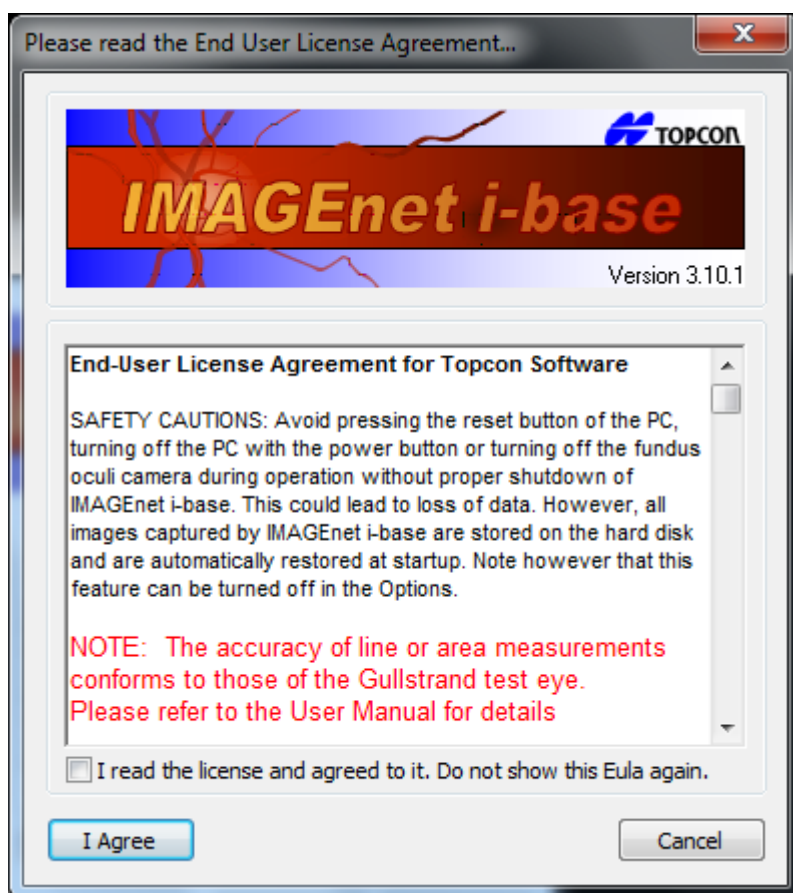 Please read the End User License Agreement...
TOPCON
IMAGEnet i-base
Version 3.10.1
End-User License Agreement for Topcon Software
SAFETY CAUTIONS: Avoid pressing the reset button of the PC,
turning off the PC with the power button or turning off the fundus
oculi camera during operation without proper shutdown of
IMAGEnet i-base. This could lead to loss of data. However, all
images captured by IMAGEnet i-base are stored on the hard disk
and are automatically restored at startup. Note however that this
feature can be turned off in the Options.
NOTE: The accuracy of line or area measurements
conforms to those of the Gullstrand test eye.
Please refer to the User Manual for details
I read the license and agreed to it. Do not show this Eula again.
I Agree
Cancel